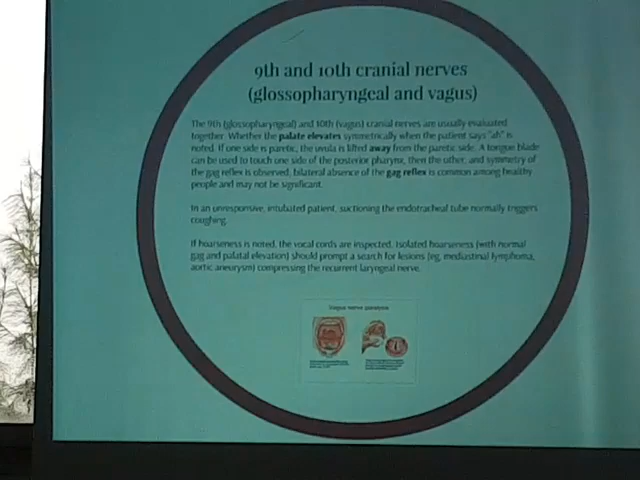 9th and 10th cranial nerves
(glossopharyngeal and vagus)
The 9th (glossopharyngeal) and 10th (vagus) cranial nerves are usually evaluated
together. Whether the palate elevates symmetrically when the patient says "ah" is
noted. If one side is paretic, the uvula is lifted away from the paretic side. A tongue blade
can be used to touch one side of the posterior pharynx, then the other, and symmetry of
the gag reflex is observed; bilateral absence of the gag reflex is common among healthy
people and may not be significant.
In an unresponsive, intubated patient, suctioning the endotracheal tube normally triggers
coughing.
If hoarseness is noted, the vocal cords are inspected. Isolated hoarseness (with normal
gag and palatal elevation) should prompt a search for lesions (eg, mediastinal lymphoma,
aortic aneurysm) compressing the recurrent laryngeal nerve.
Vagus nerve paralysis